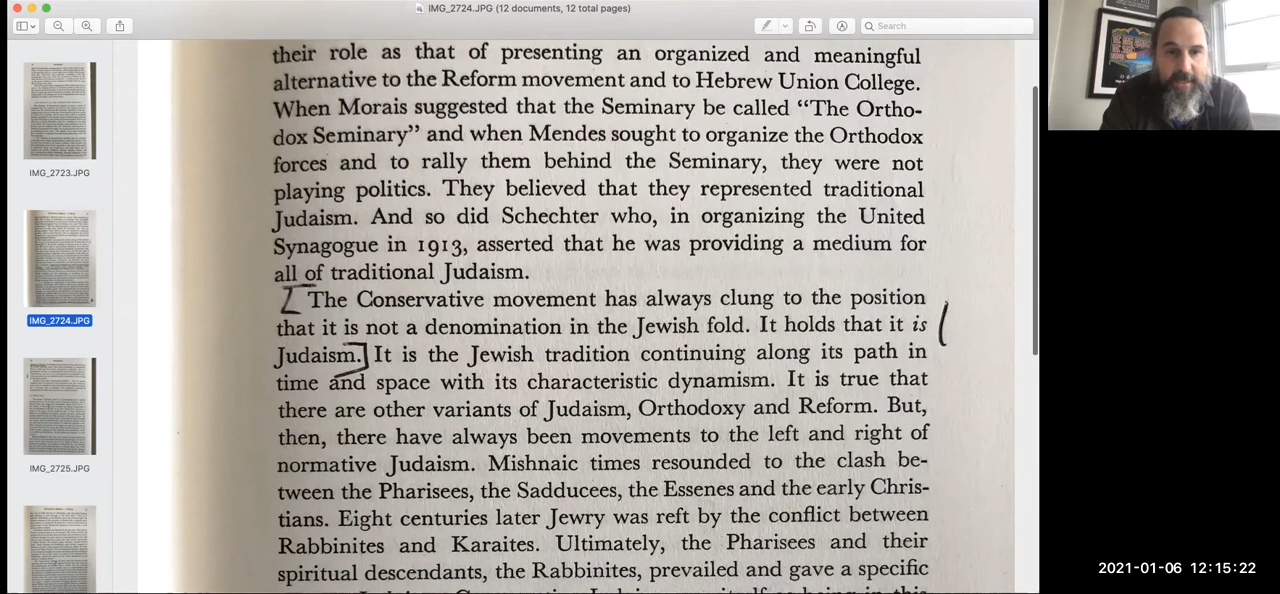 IMG_2724.JPG (12 documents, 12 total pages)
Search
IMG_2723.JPG
IMG_2724.JPG
IMG_2725.JPG
their role as that of presenting an organized and meaningful
alternative to the Reform movement and to Hebrew Union College.
When Morais suggested that the Seminary be called “The Ortho-
dox Seminary” and when Mendes sought to organize the Orthodox
forces and to rally them behind the Seminary, they were not
playing politics. They believed that they represented traditional
Judaism. And so did Schechter who, in organizing the United
Synagogue in 1913, asserted that he was providing a medium for
all of traditional Judaism.
The Conservative movement has always clung to the position
that it is not a denomination in the Jewish fold. It holds that it is
Judaism. It is the Jewish tradition continuing along its path in
time and space with its characteristic dynamism. It is true that
there are other variants of Judaism, Orthodoxy and Reform. But,
then, there have always been movements to the left and right of
normative Judaism. Mishnaic times resounded to the clash be-
tween the Pharisees, the Sadducees, the Essenes and the early Chris-
tians. Eight centuries later Jewry was reft by the conflict between
Rabbinites and Karaites. Ultimately, the Pharisees and their
spiritual descendants, the Rabbinites, prevailed and gave a specific
2021-01-06 12:15:22